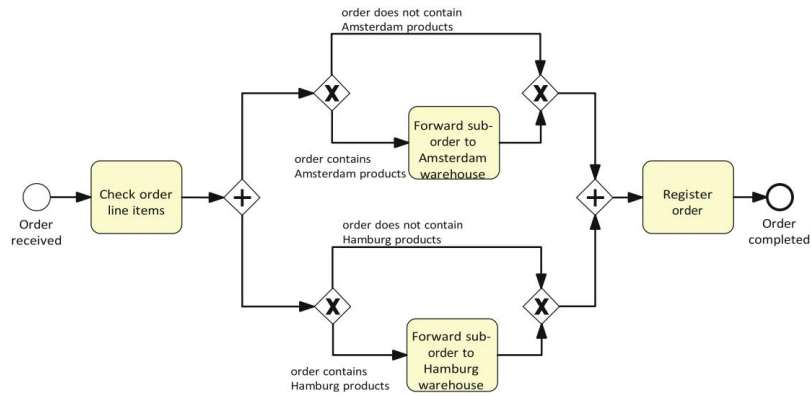 order does not contain
Amsterdam products
Forward sub-
order to
Amsterdam
warehouse
order contains
Amsterdam products
Check order
line items
Order
received
Register
order
Order
completed
order does not contain
Hamburg products
Forward sub-
order to
Hamburg
warehouse
order contains
Hamburg products